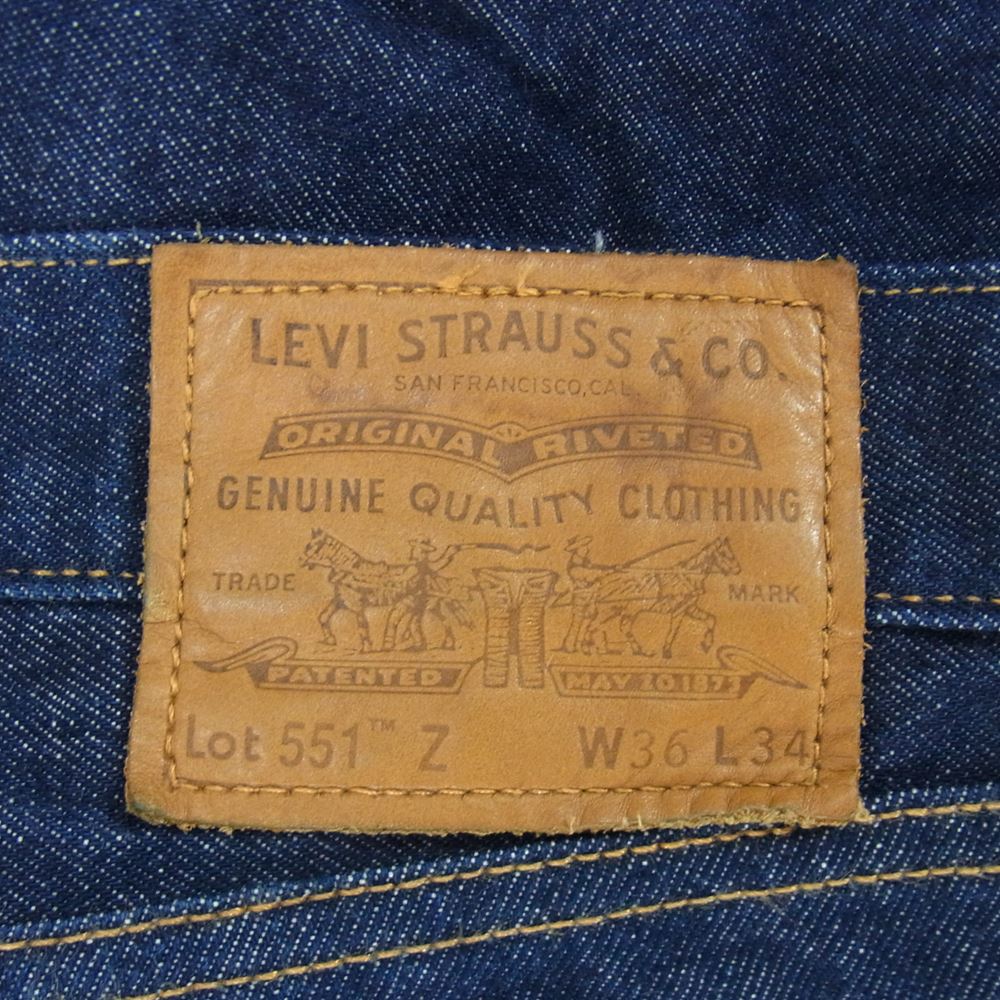 LEVI STRAUSS & CO.
SAN FRANCISCO, CAL.
ORIGINAL RIVETED
GENUINE QUALITY CLOTHING
TRADE MARK
PATENTED MAY 20 1873
Lot 551™ Z W36 L34